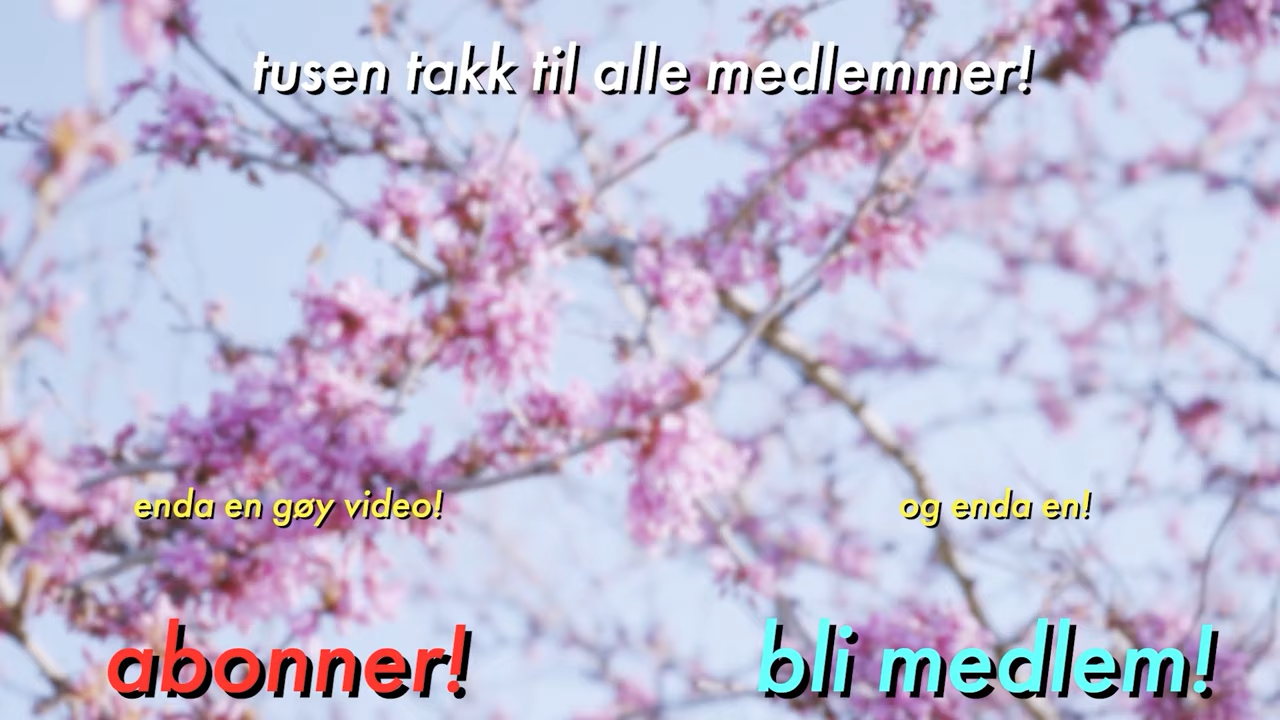 tusen takk til alle medlemmer!
enda en gøy video!
og enda en!
abonner!
bli medlem!